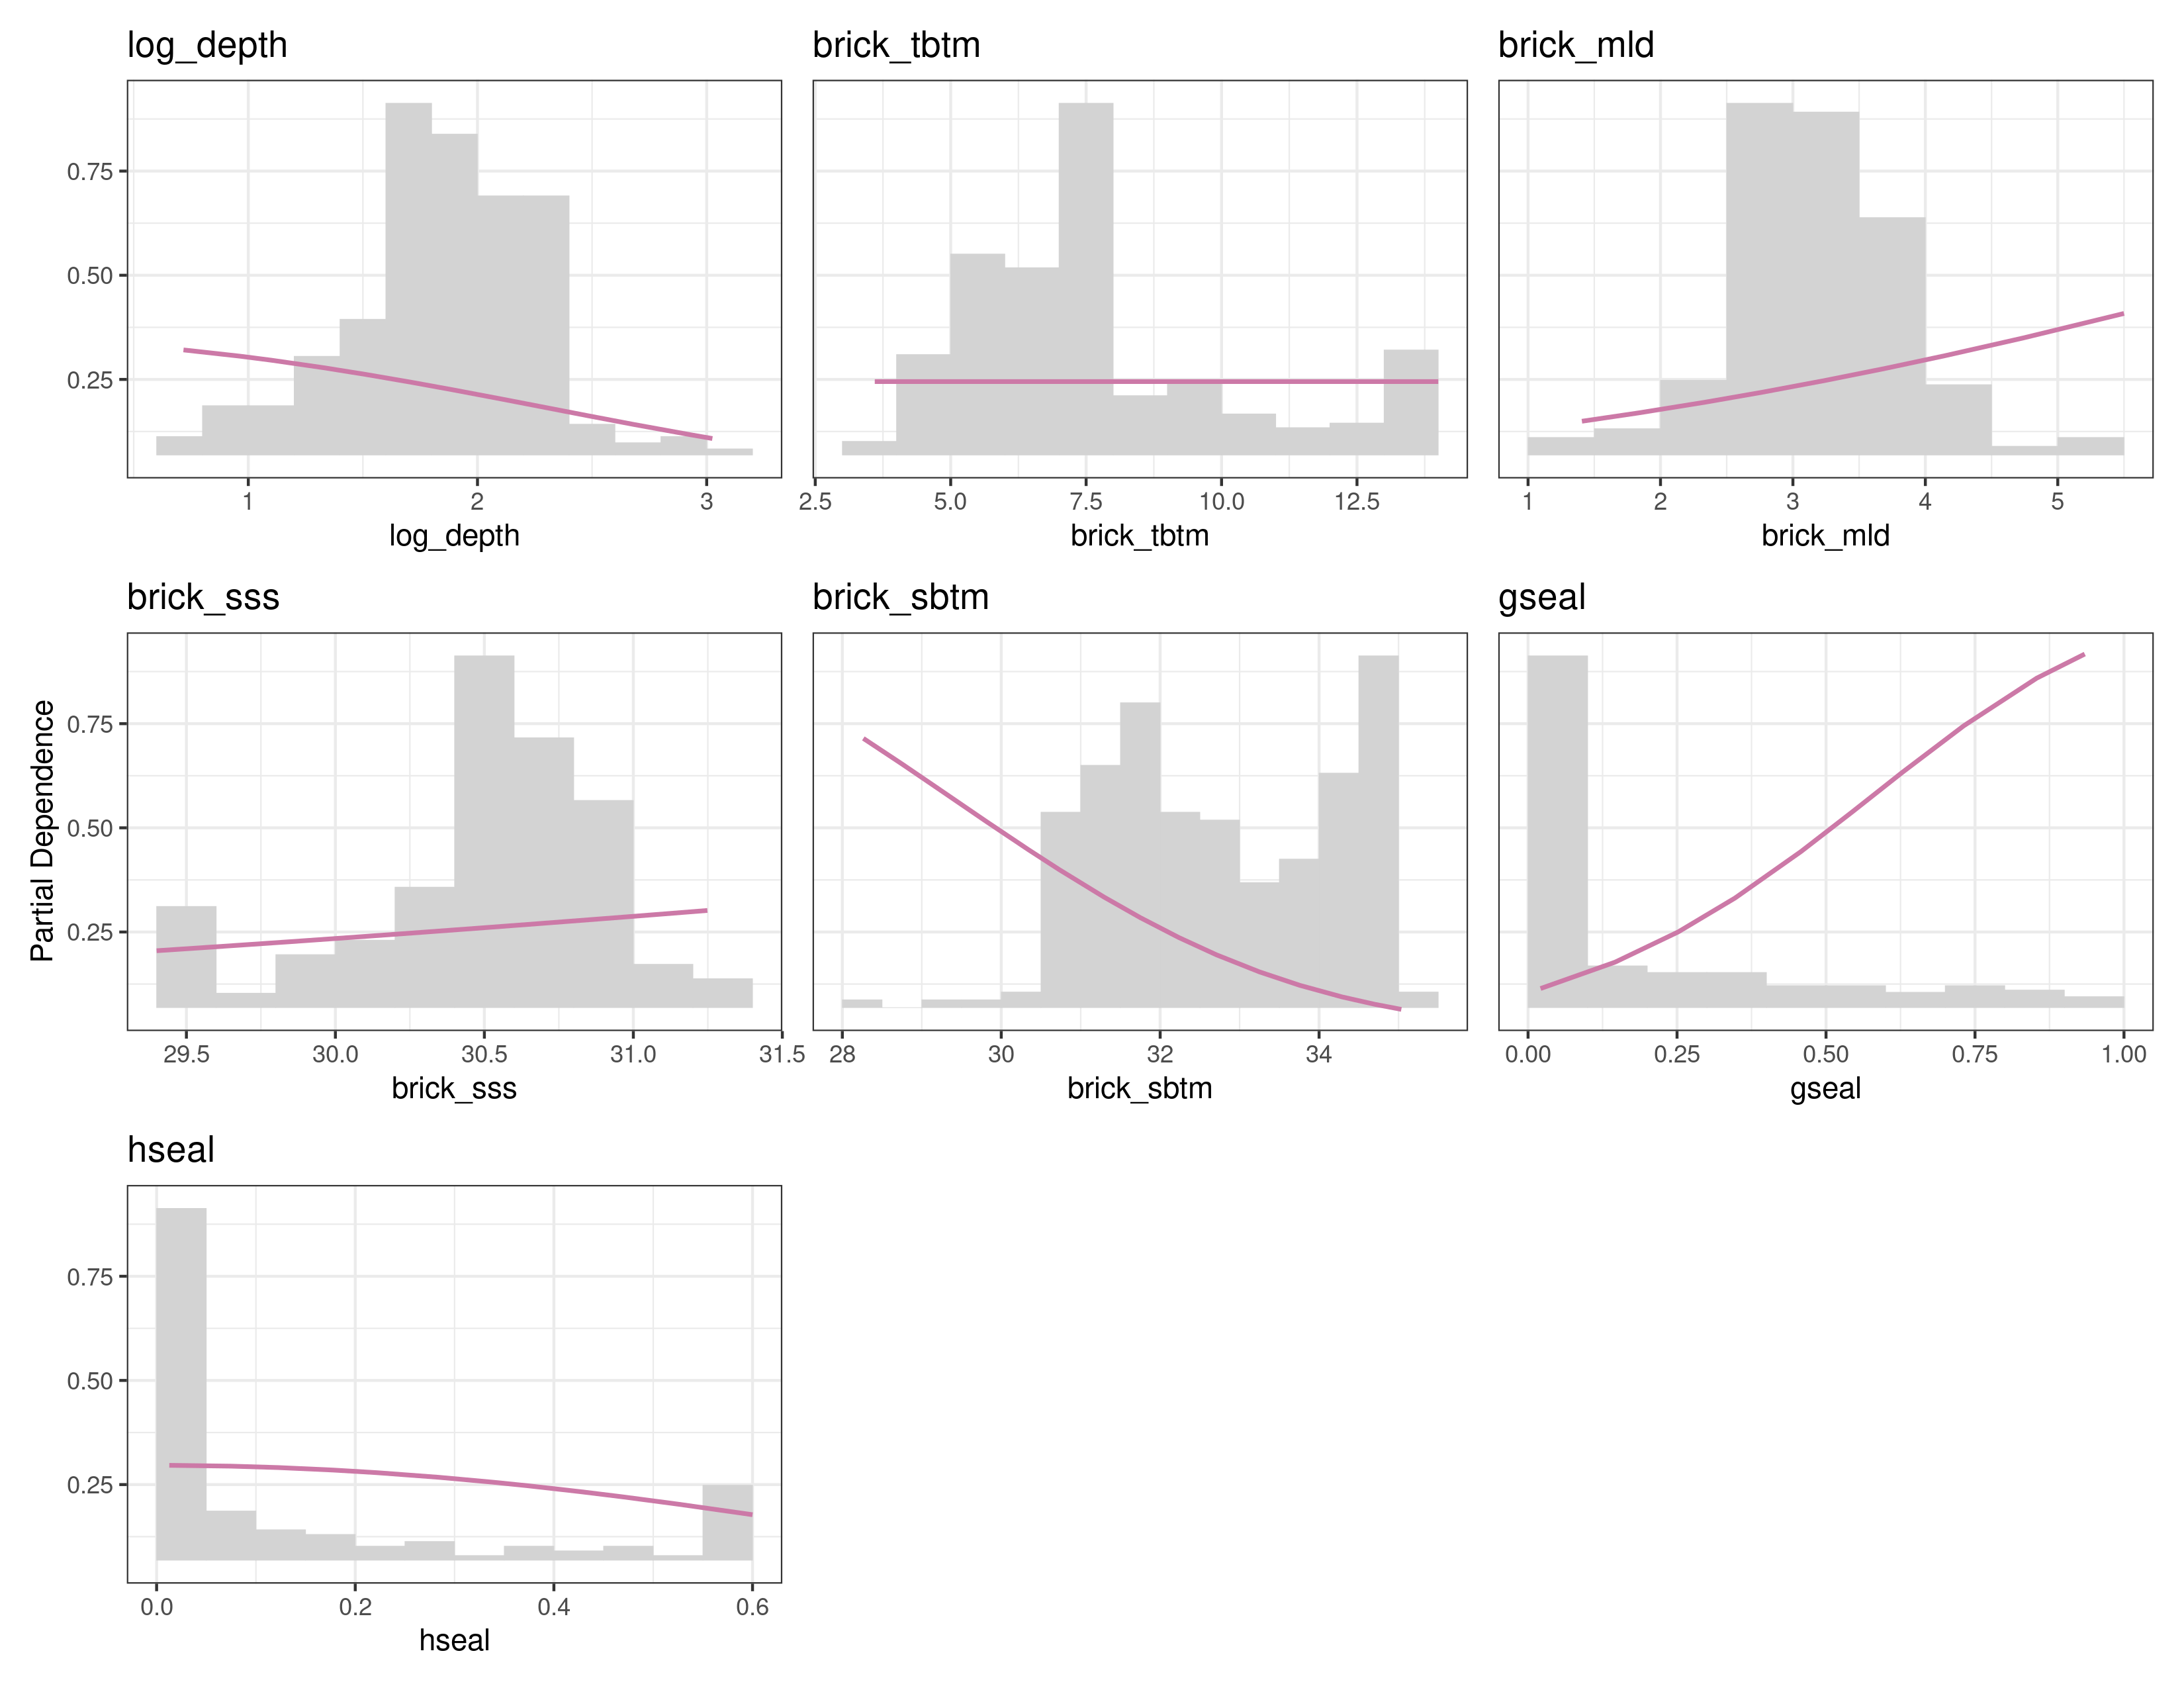 log_depth
brick_tbtm
brick_mld
0.75
0.50
0.25
1 2 3
2.5 5.0 7.5 10.0 12.5
1 2 3 4 5
log_depth
brick_tbtm
brick_mld
brick_sss
brick_sbtm
gseal
Partial Dependence
0.75
0.50
0.25
29.5 30.0 30.5 31.0 31.5
28 30 32 34
0.00 0.25 0.50 0.75 1.00
brick_sss
brick_sbtm
gseal
hseal
0.75
0.50
0.25
0.0 0.2 0.4 0.6
hseal